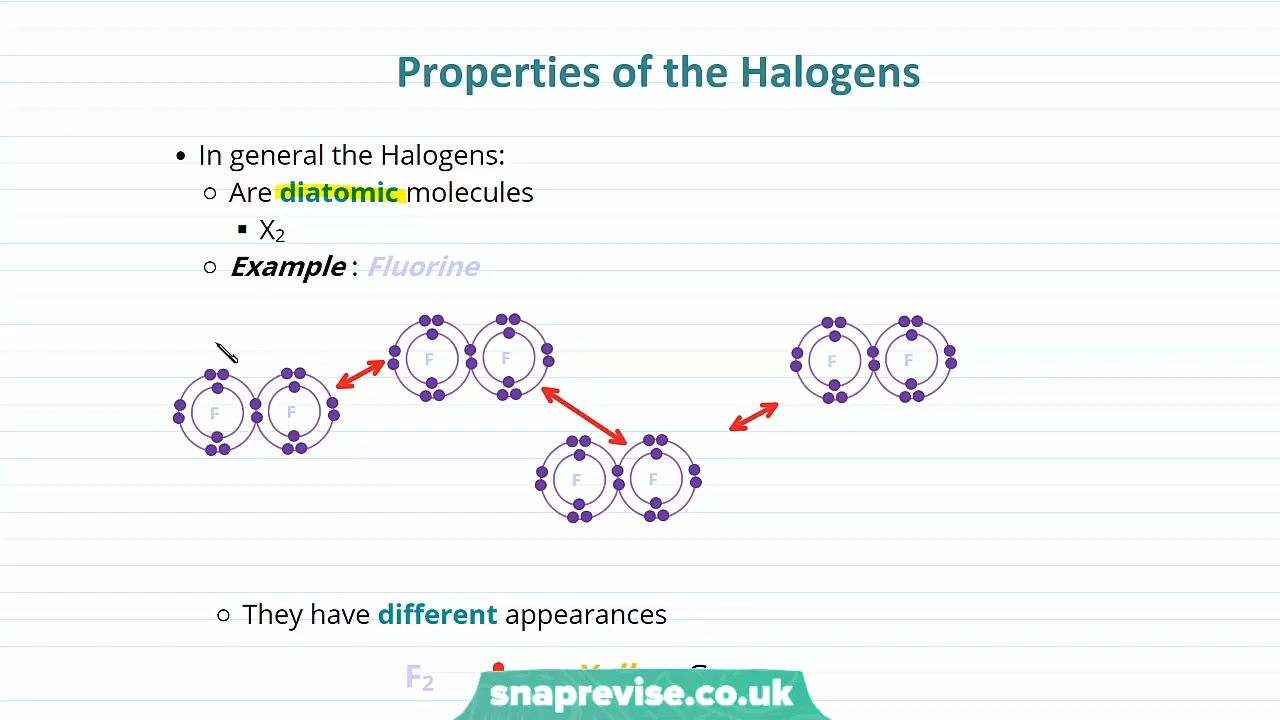 Properties of the Halogens
• In general the Halogens:
○ Are diatomic molecules
▪ X₂
○ Example : Fluorine
F F
F F
F F
F F
○ They have different appearances
F₂
snaprevise.co.uk